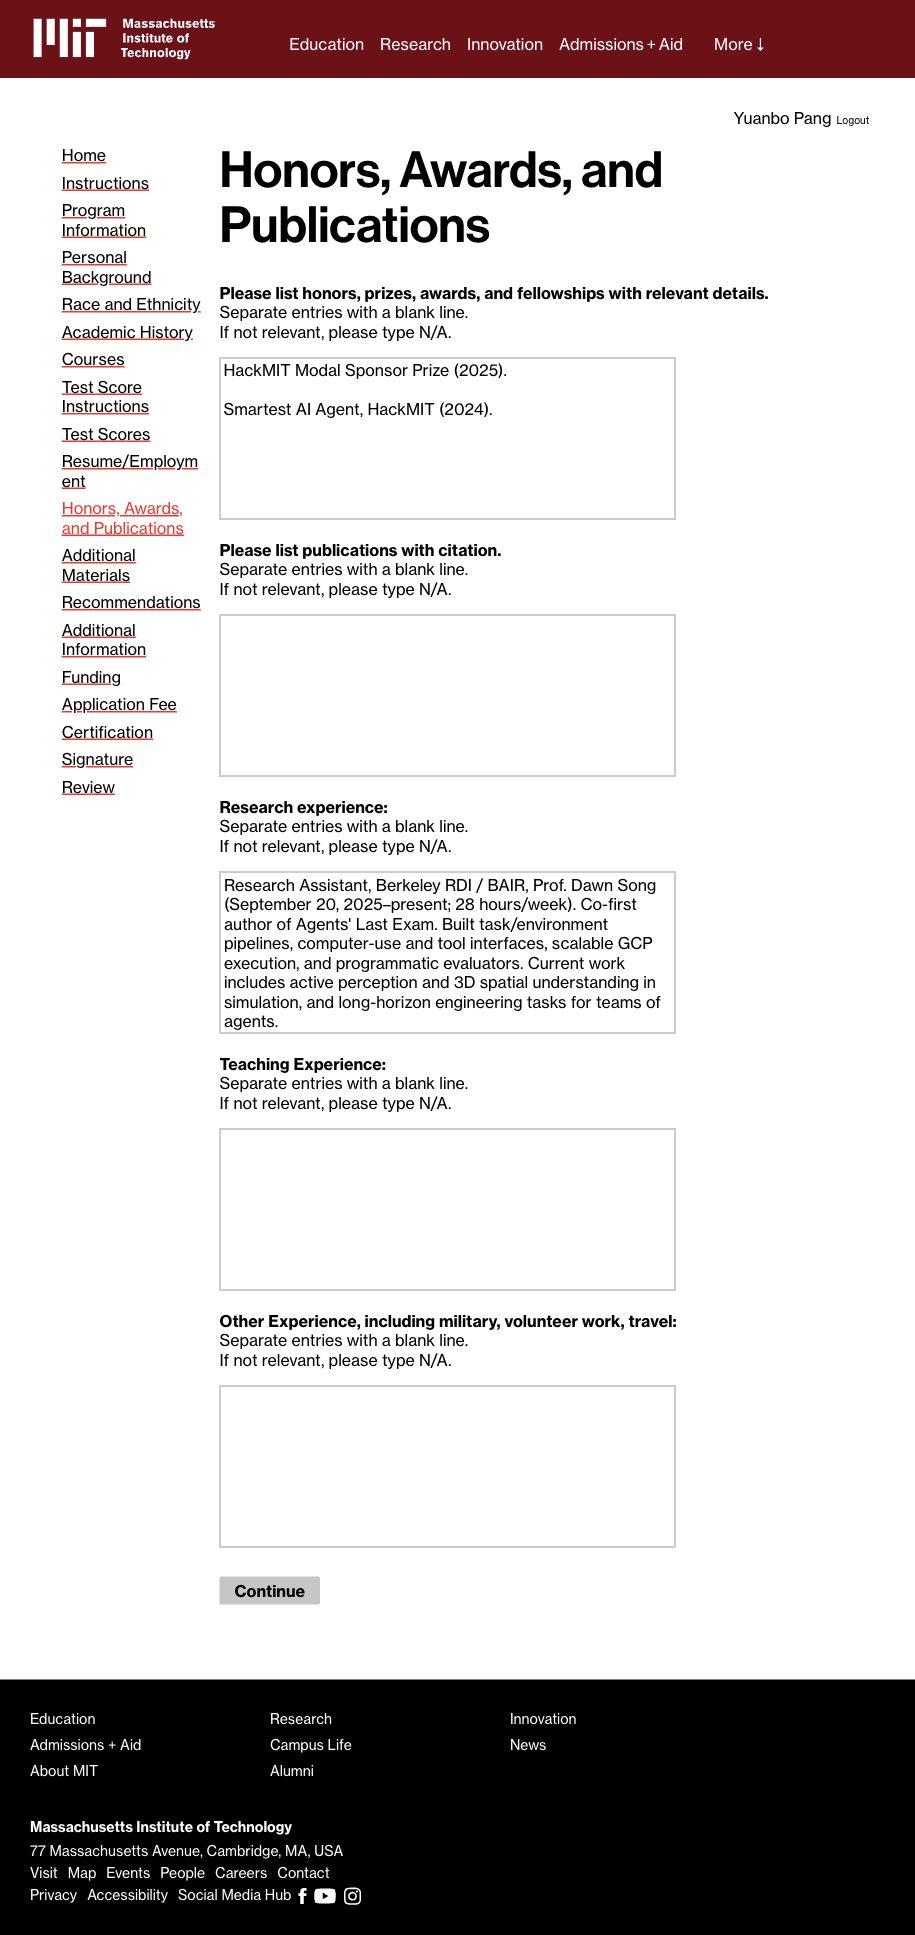 Massachusetts
Institute of
Technology
Education Research Innovation Admissions + Aid More ↓
Yuanbo Pang Logout
Home
Instructions
Program
Information
Personal
Background
Race and Ethnicity
Academic History
Courses
Test Score
Instructions
Test Scores
Resume/Employm
ent
Honors, Awards,
and Publications
Additional
Materials
Recommendations
Additional
Information
Funding
Application Fee
Certification
Signature
Review
Honors, Awards, and
Publications
Please list honors, prizes, awards, and fellowships with relevant details.
Separate entries with a blank line.
If not relevant, please type N/A.
HackMIT Modal Sponsor Prize (2025).
Smartest AI Agent, HackMIT (2024).
Please list publications with citation.
Separate entries with a blank line.
If not relevant, please type N/A.
Research experience:
Separate entries with a blank line.
If not relevant, please type N/A.
Research Assistant, Berkeley RDI / BAIR, Prof. Dawn Song
(September 20, 2025–present; 28 hours/week). Co-first
author of Agents' Last Exam. Built task/environment
pipelines, computer-use and tool interfaces, scalable GCP
execution, and programmatic evaluators. Current work
includes active perception and 3D spatial understanding in
simulation, and long-horizon engineering tasks for teams of
agents.
Teaching Experience:
Separate entries with a blank line.
If not relevant, please type N/A.
Other Experience, including military, volunteer work, travel:
Separate entries with a blank line.
If not relevant, please type N/A.
Continue
Education Research Innovation
Admissions + Aid Campus Life News
About MIT Alumni
Massachusetts Institute of Technology
77 Massachusetts Avenue, Cambridge, MA, USA
Visit Map Events People Careers Contact
Privacy Accessibility Social Media Hub